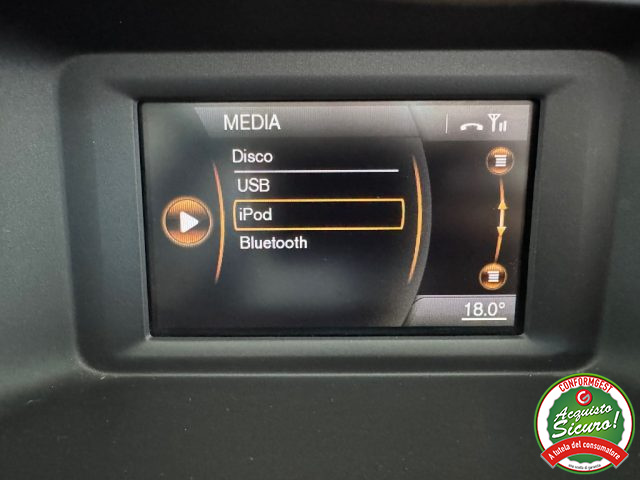 MEDIA
Disco
USB
iPod
Bluetooth
18.0°
CONFORMGEST
Acquisto
Sicuro!
A tutela del consumatore